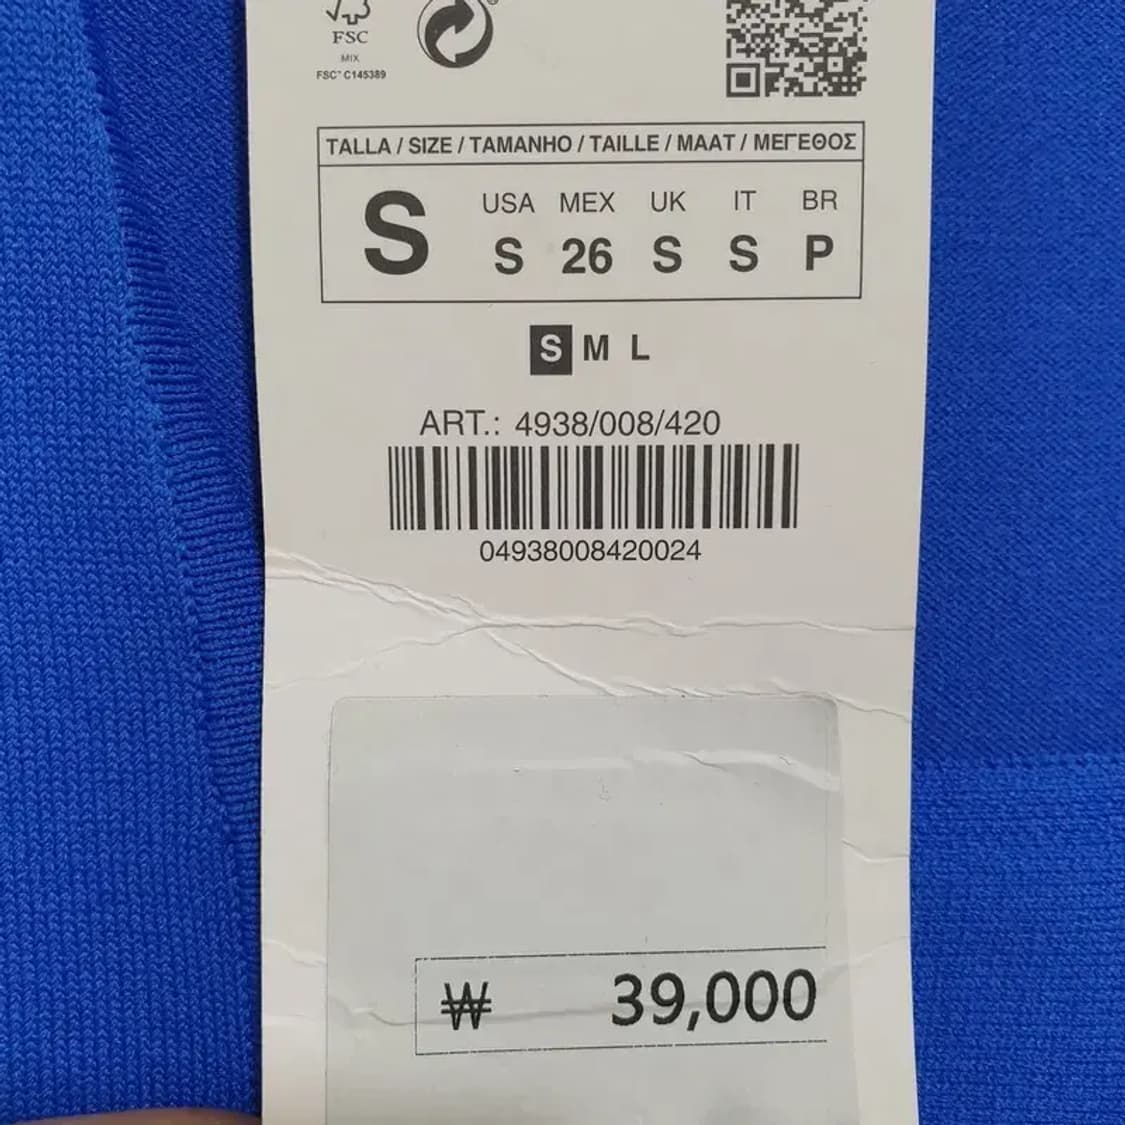 FSC
MIX
FSC™ C145389
®
TALLA / SIZE / TAMANHO / TAILLE / MAAT / ΜΕΓΕΘΟΣ
S
USA MEX UK IT BR
S 26 S S P
S M L
ART.: 4938/008/420
04938008420024
₩ 39,000